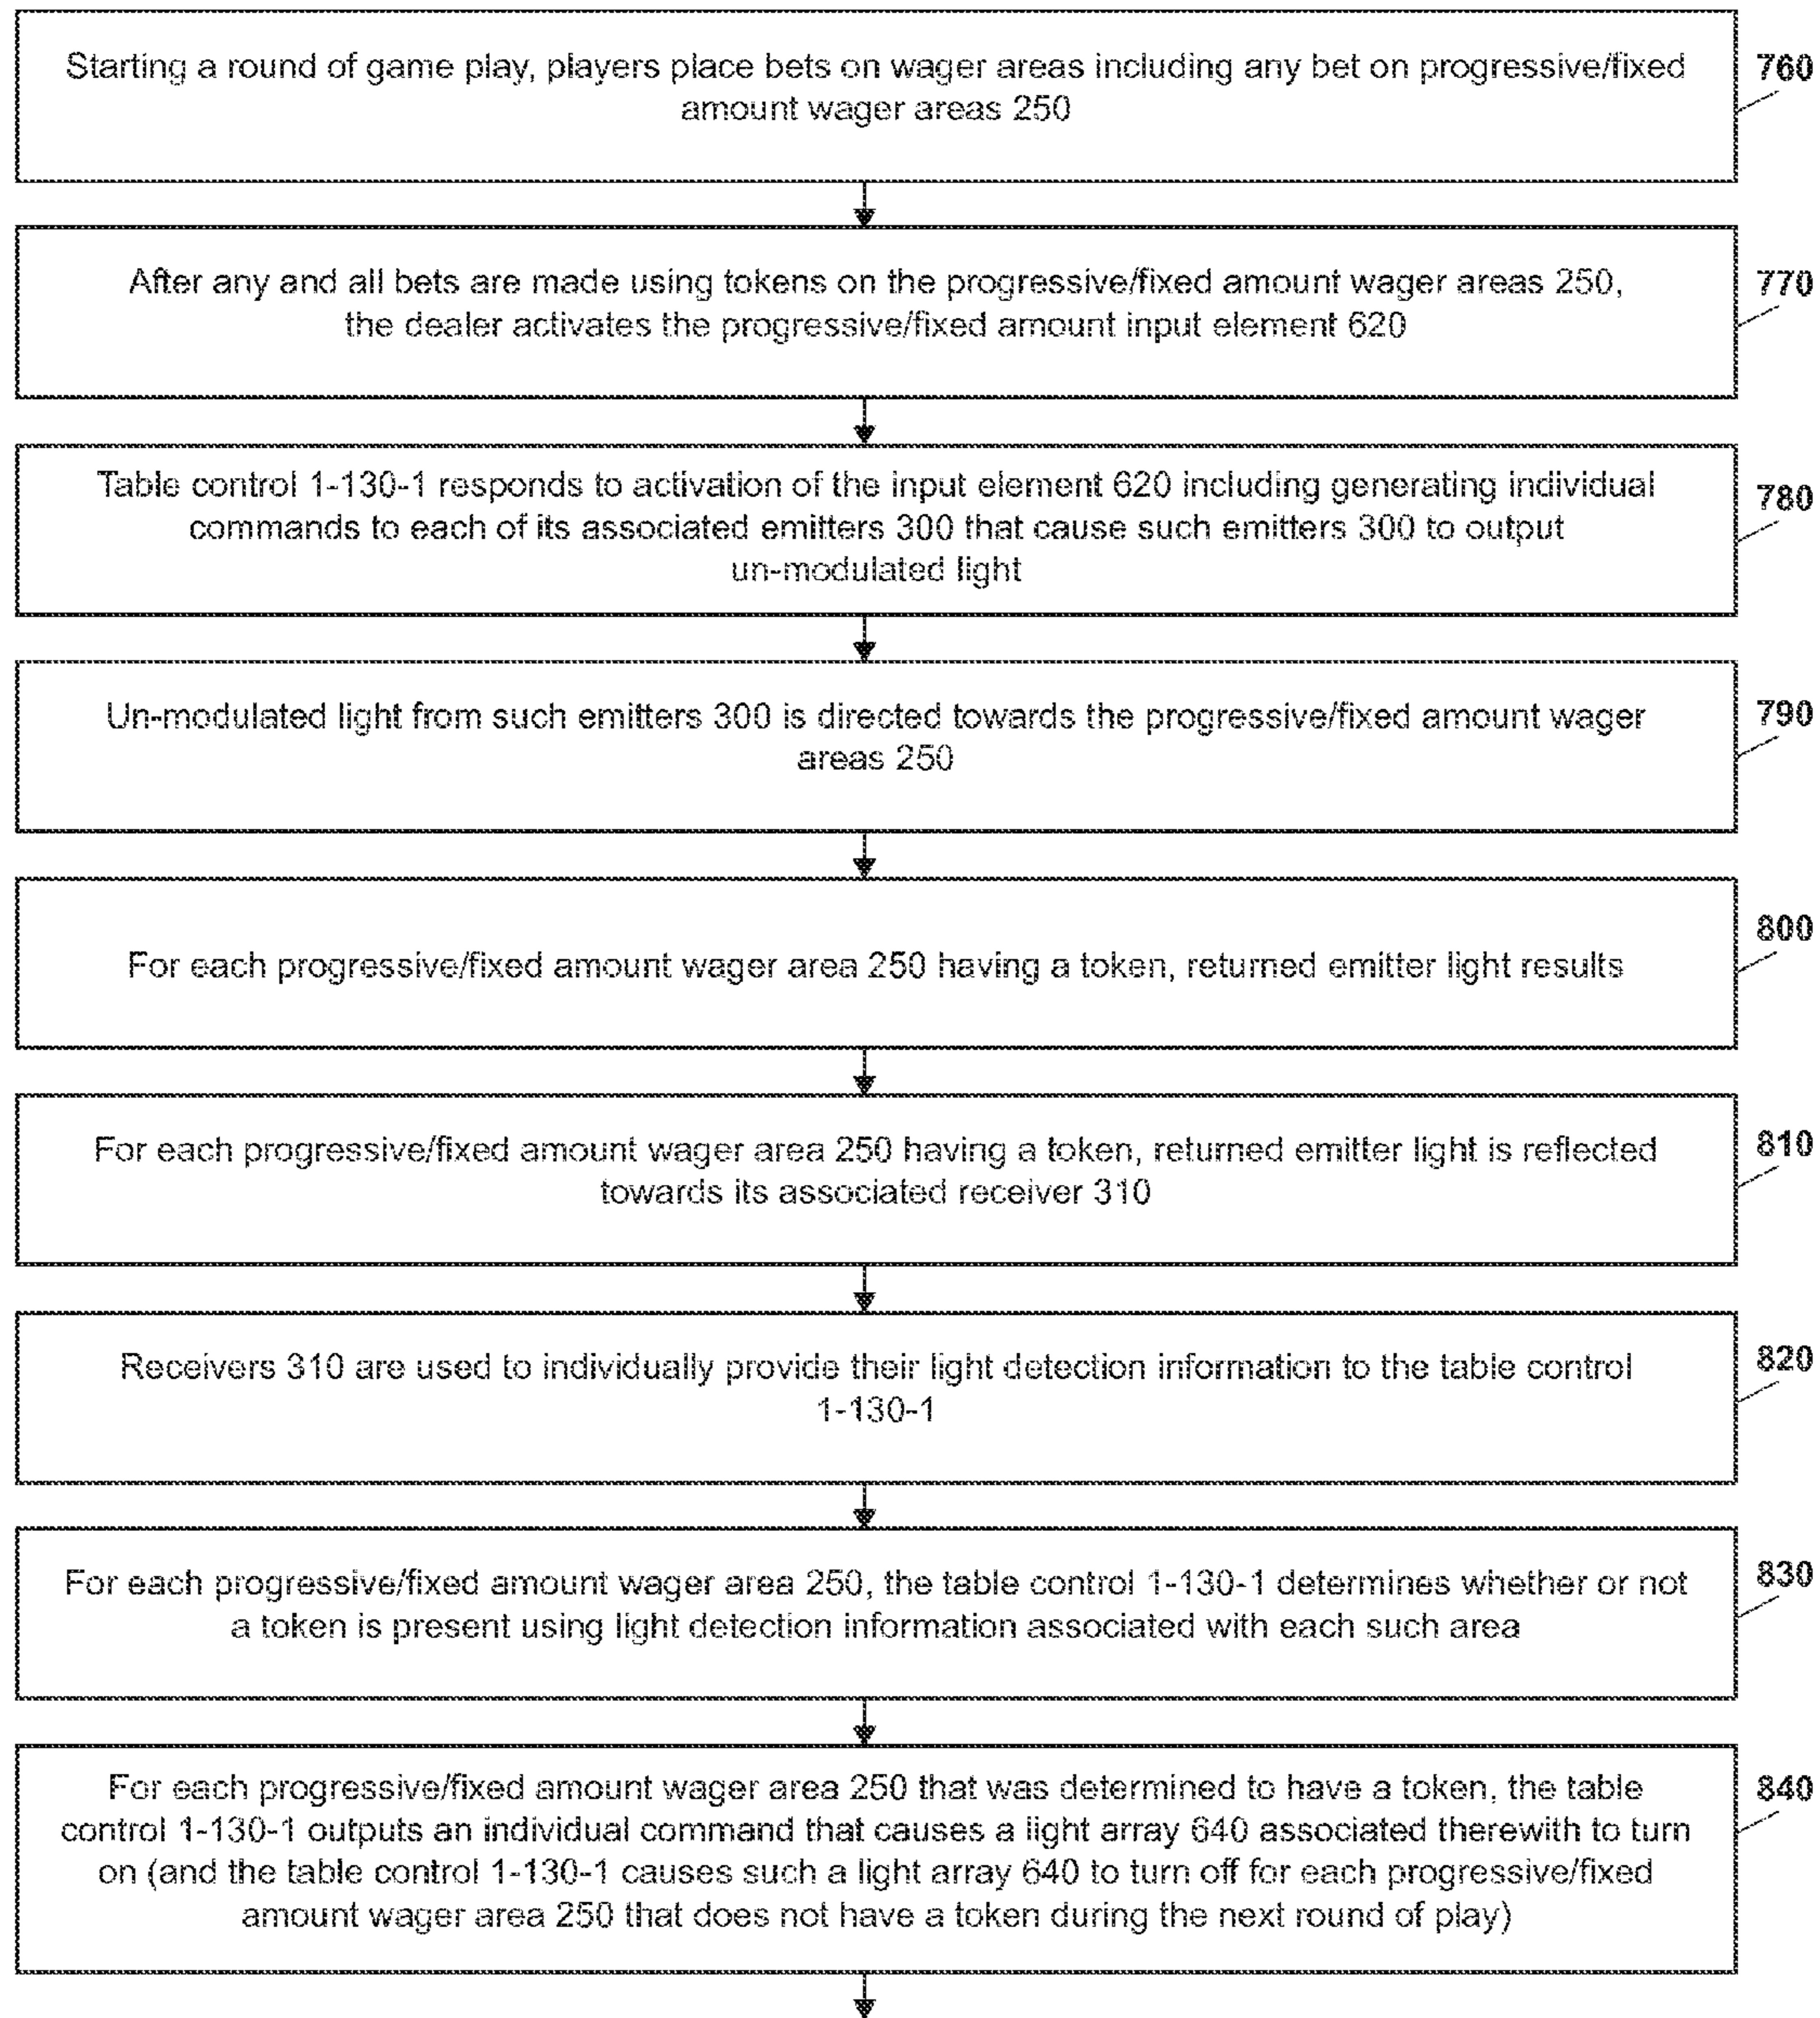 Starting a round of game play, players place bets on wager areas including any bet on progressive/fixed
amount wager areas 250
760
After any and all bets are made using tokens on the progressive/fixed amount wager areas 250,
the dealer activates the progressive/fixed amount input element 620
770
Table control 1-130-1 responds to activation of the input element 620 including generating individual
commands to each of its associated emitters 300 that cause such emitters 300 to output
un-modulated light
780
Un-modulated light from such emitters 300 is directed towards the progressive/fixed amount wager
areas 250
790
For each progressive/fixed amount wager area 250 having a token, returned emitter light results
800
For each progressive/fixed amount wager area 250 having a token, returned emitter light is reflected
towards its associated receiver 310
810
Receivers 310 are used to individually provide their light detection information to the table control
1-130-1
820
For each progressive/fixed amount wager area 250, the table control 1-130-1 determines whether or not
a token is present using light detection information associated with each such area
830
For each progressive/fixed amount wager area 250 that was determined to have a token, the table
control 1-130-1 outputs an individual command that causes a light array 640 associated therewith to turn
on (and the table control 1-130-1 causes such a light array 640 to turn off for each progressive/fixed
amount wager area 250 that does not have a token during the next round of play)
840